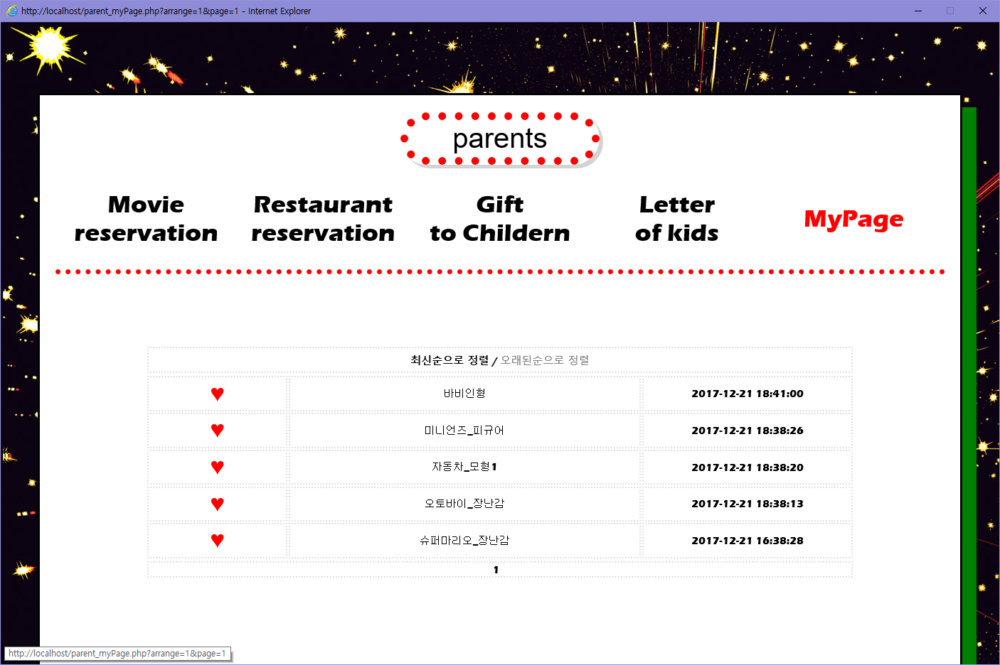 http://localhost/parent_myPage.php?arrange=1&page=1 - Internet Explorer
parents
Movie
reservation
Restaurant
reservation
Gift
to Childern
Letter
of kids
MyPage
최신순으로 정렬 / 오래된순으로 정렬
♥ 바비인형 2017-12-21 18:41:00
♥ 미니언즈_피규어 2017-12-21 18:38:26
♥ 자동차_모형1 2017-12-21 18:38:20
♥ 오토바이_장난감 2017-12-21 18:38:13
♥ 슈퍼마리오_장난감 2017-12-21 16:38:28
1
http://localhost/parent_myPage.php?arrange=1&page=1